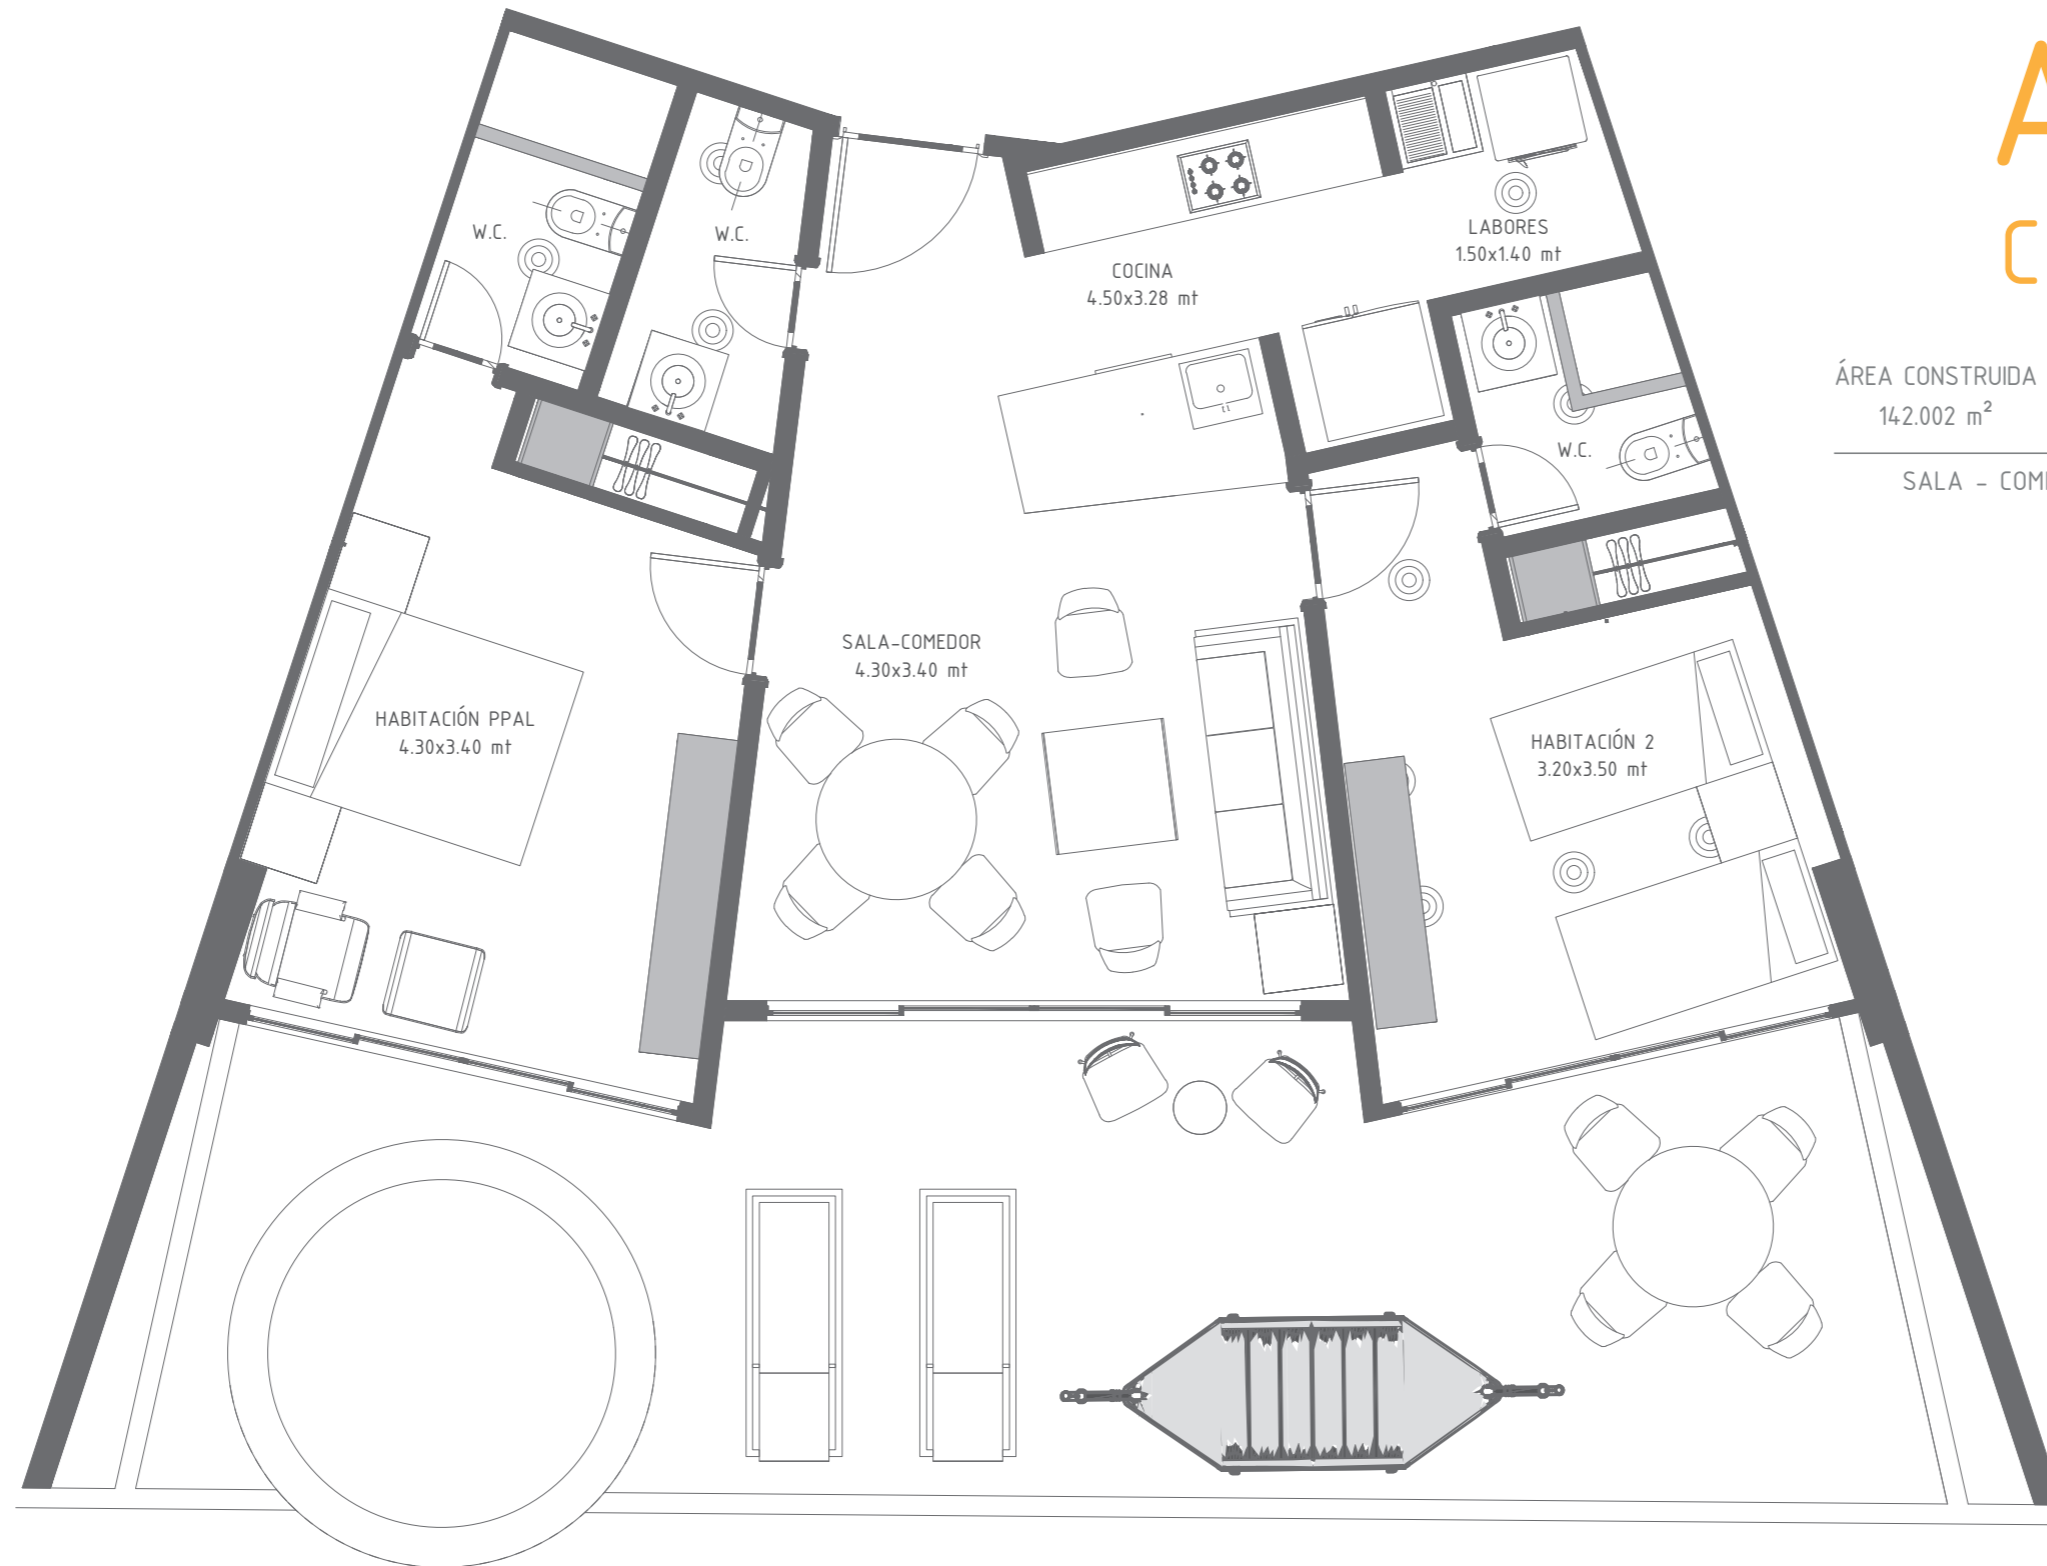 W.C.
W.C.
COCINA
4.50x3.28 mt
LABORES
1.50x1.40 mt
W.C.
SALA-COMEDOR
4.30x3.40 mt
HABITACIÓN PPAL
4.30x3.40 mt
HABITACIÓN 2
3.20x3.50 mt
A
C
ÁREA CONSTRUIDA
142.002 m²
SALA -